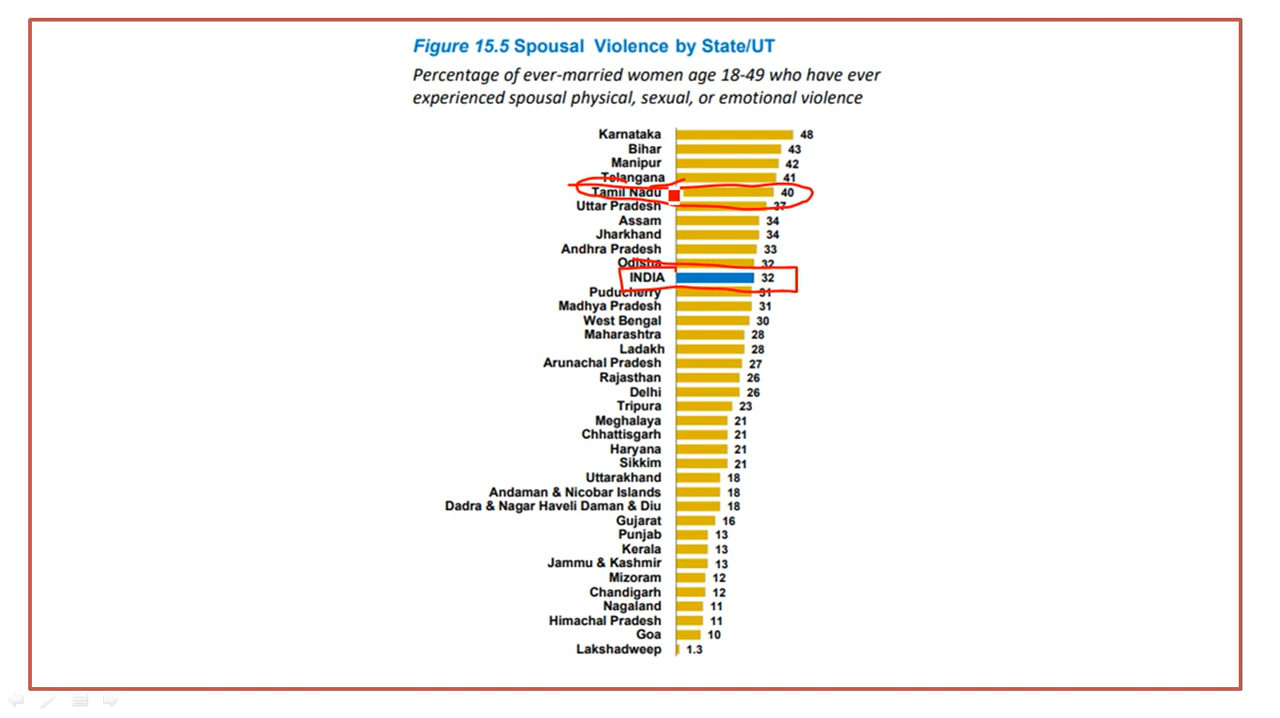 Figure 15.5 Spousal Violence by State/UT
Percentage of ever-married women age 18-49 who have ever
experienced spousal physical, sexual, or emotional violence
Karnataka 48
Bihar 43
Manipur 42
Telangana 41
Tamil Nadu 40
Uttar Pradesh 37
Assam 34
Jharkhand 34
Andhra Pradesh 33
Odisha 32
INDIA 32
Puducherry 31
Madhya Pradesh 31
West Bengal 30
Maharashtra 28
Ladakh 28
Arunachal Pradesh 27
Rajasthan 26
Delhi 26
Tripura 23
Meghalaya 21
Chhattisgarh 21
Haryana 21
Sikkim 21
Uttarakhand 18
Andaman & Nicobar Islands 18
Dadra & Nagar Haveli Daman & Diu 18
Gujarat 16
Punjab 13
Kerala 13
Jammu & Kashmir 13
Mizoram 12
Chandigarh 12
Nagaland 11
Himachal Pradesh 11
Goa 10
Lakshadweep 1.3